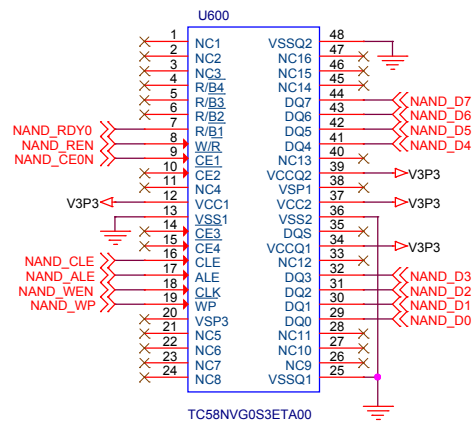 U600
1 NC1 VSSQ2 48
2 NC2 NC16 47
3 NC3 NC15 46
4 R/B4 NC14 45
5 R/B3 DQ7 44 NAND_D7
6 R/B2 DQ6 43 NAND_D6
NAND_RDY0 7 R/B1 DQ5 42 NAND_D5
NAND_REN 8 W/R DQ4 41 NAND_D4
NAND_CE0N 9 CE1 NC13 40
10 CE2 VCCQ2 39 V3P3
11 NC4 VSP1 38
V3P3 12 VCC1 VCC2 37 V3P3
13 VSS1 VSS2 36
14 CE3 DQS 35
15 CE4 VCCQ1 34 V3P3
NAND_CLE 16 CLE NC12 33
NAND_ALE 17 ALE DQ3 32 NAND_D3
NAND_WEN 18 CLK DQ2 31 NAND_D2
NAND_WP 19 WP DQ1 30 NAND_D1
20 VSP3 DQ0 29 NAND_D0
21 NC5 NC11 28
22 NC6 NC10 27
23 NC7 NC9 26
24 NC8 VSSQ1 25
TC58NVG0S3ETA00